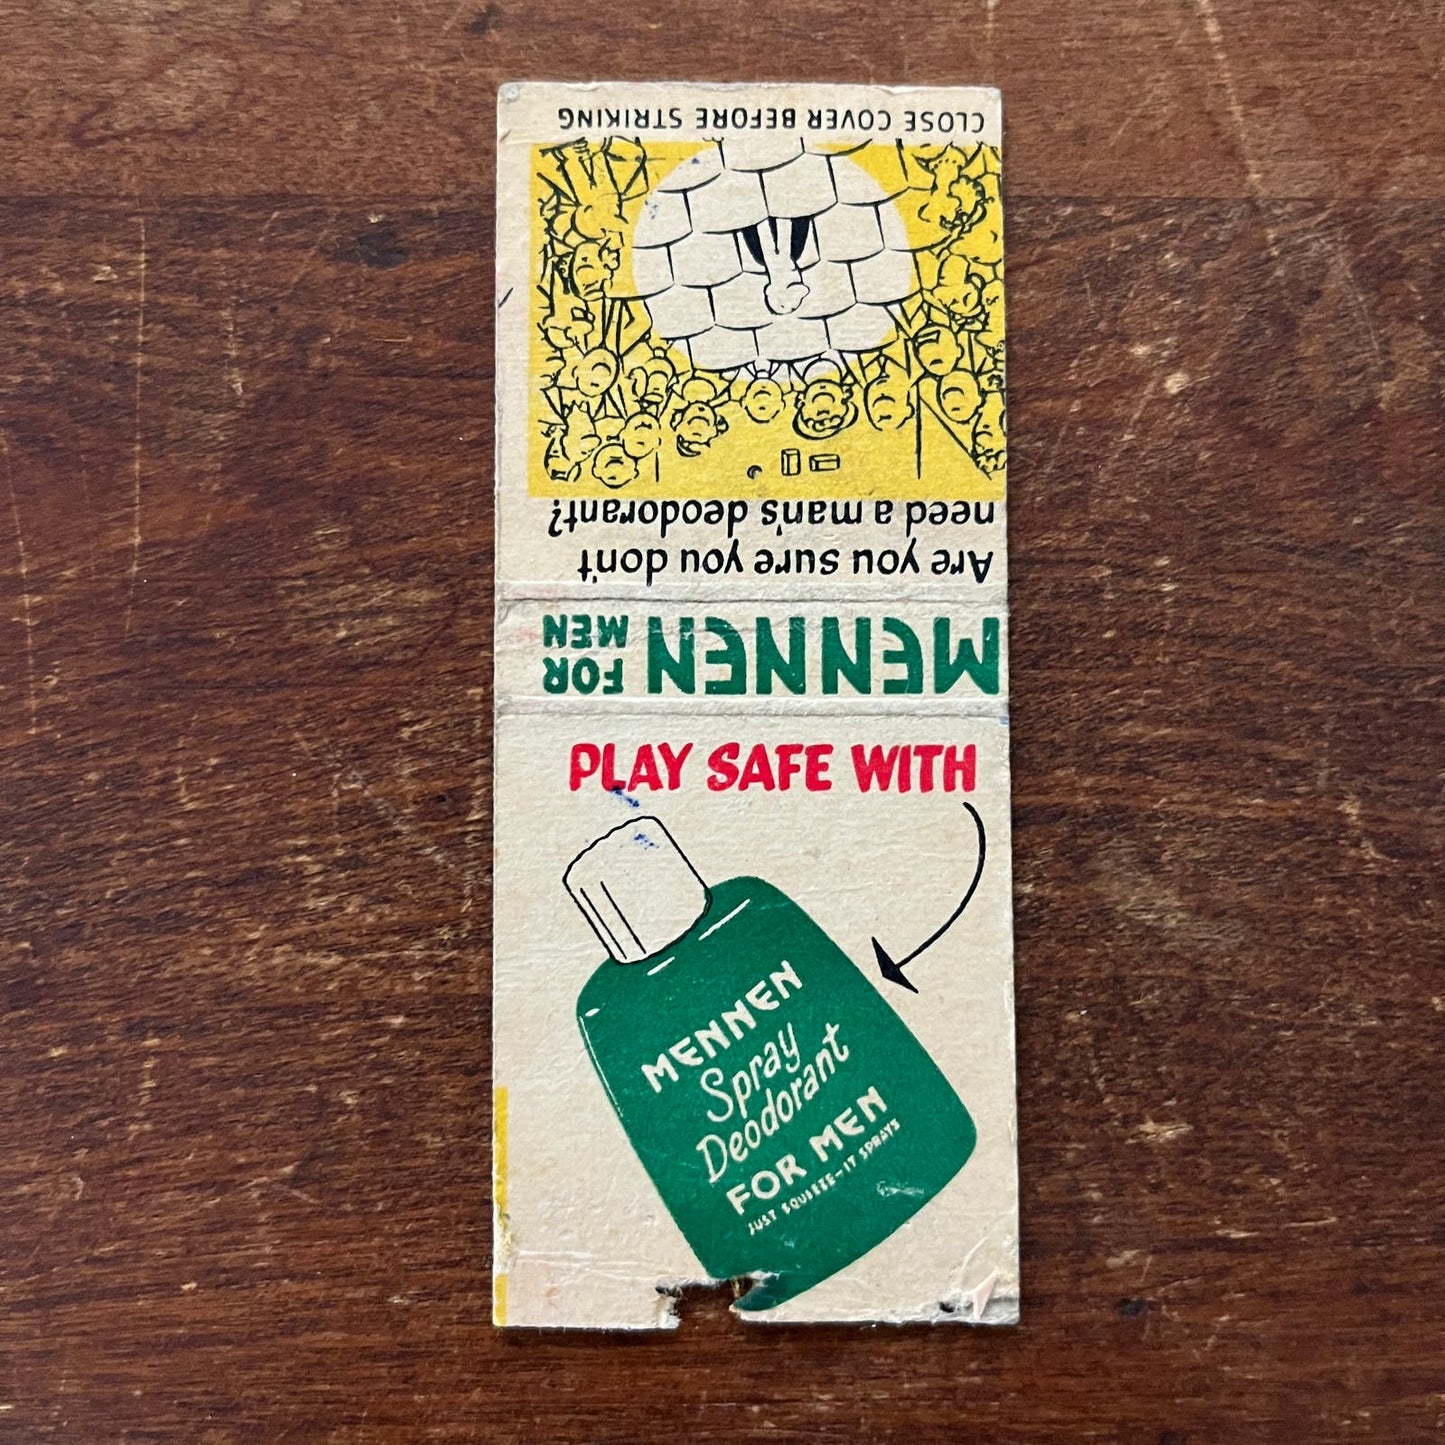 CLOSE COVER BEFORE STRIKING
Are you sure you don't
need a man's deodorant?
MENNEN FOR
MEN
PLAY SAFE WITH
MENNEN
Spray
Deodorant
FOR MEN
JUST SQUEEZE-IT SPRAYS